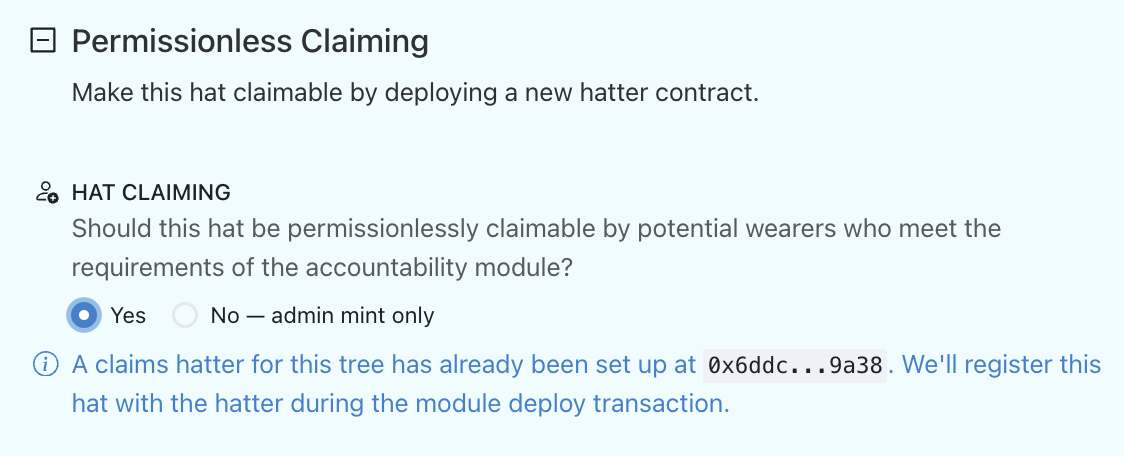 Permissionless Claiming
Make this hat claimable by deploying a new hatter contract.
HAT CLAIMING
Should this hat be permissionlessly claimable by potential wearers who meet the
requirements of the accountability module?
Yes No — admin mint only
A claims hatter for this tree has already been set up at 0x6ddc...9a38. We'll register this
hat with the hatter during the module deploy transaction.